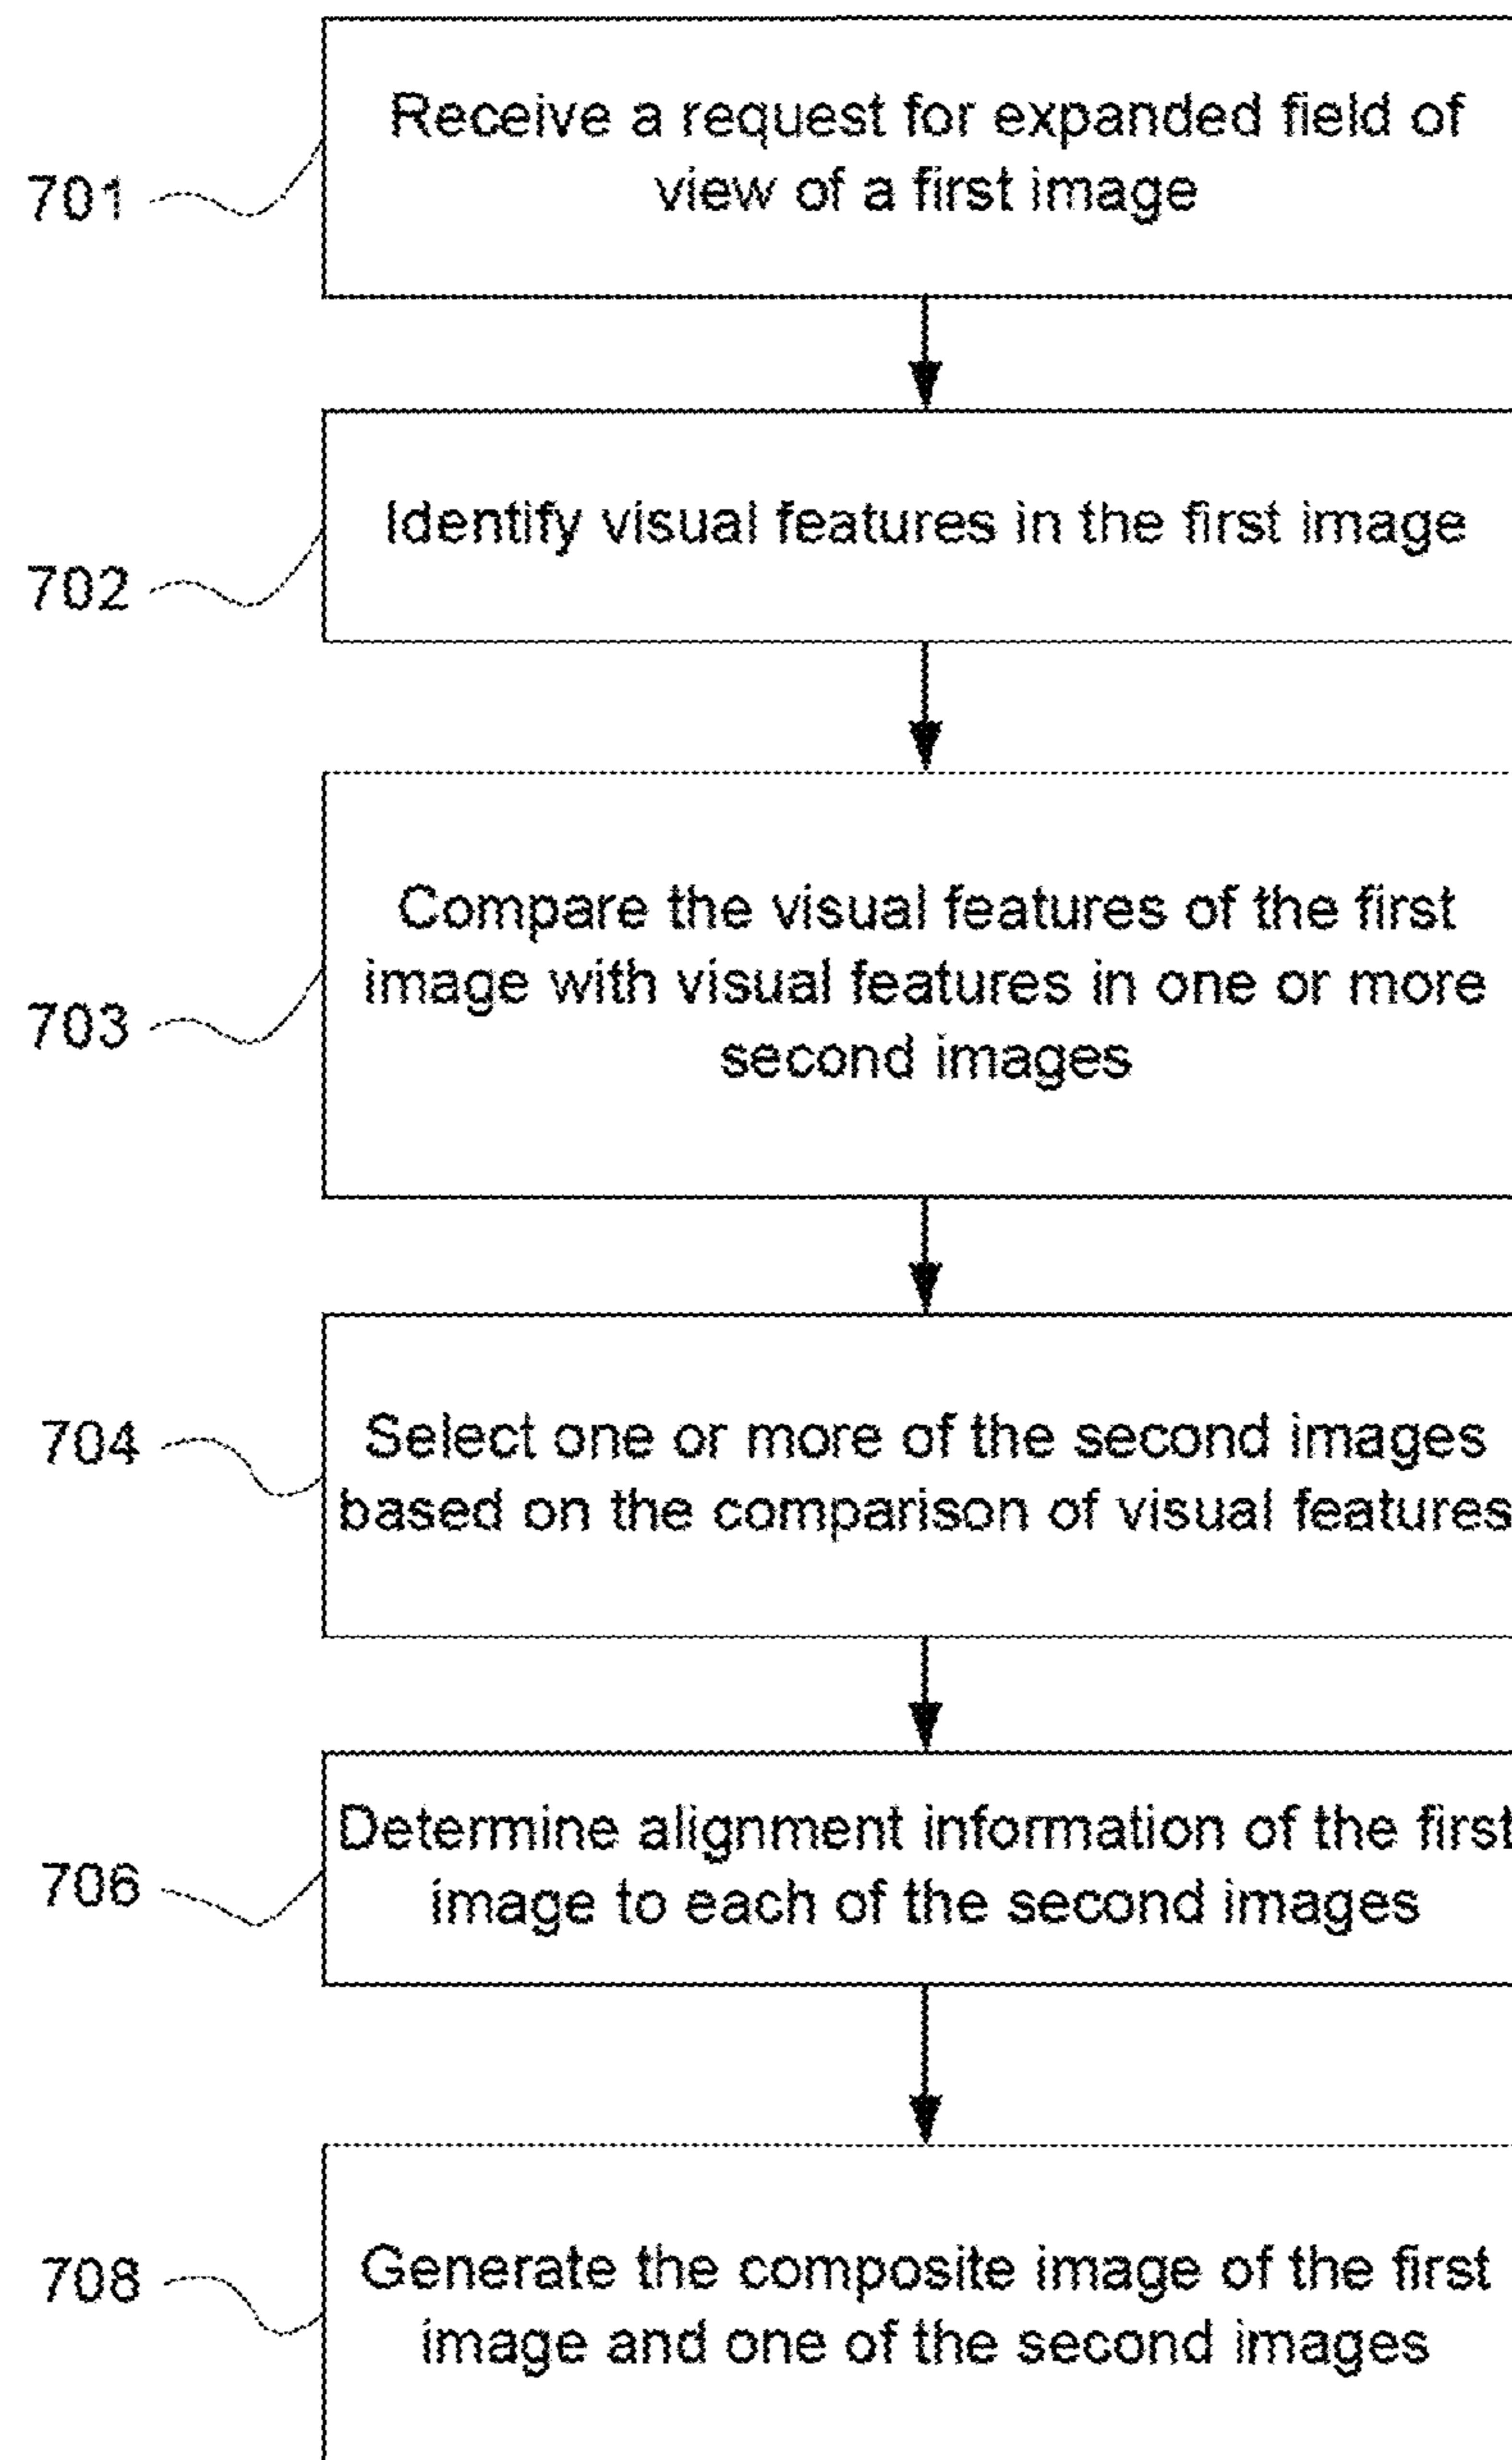 Receive a request for expanded field of
view of a first image
701
Identify visual features in the first image
702
Compare the visual features of the first
image with visual features in one or more
second images
703
Select one or more of the second images
based on the comparison of visual features
704
Determine alignment information of the first
image to each of the second images
706
Generate the composite image of the first
image and one of the second images
708